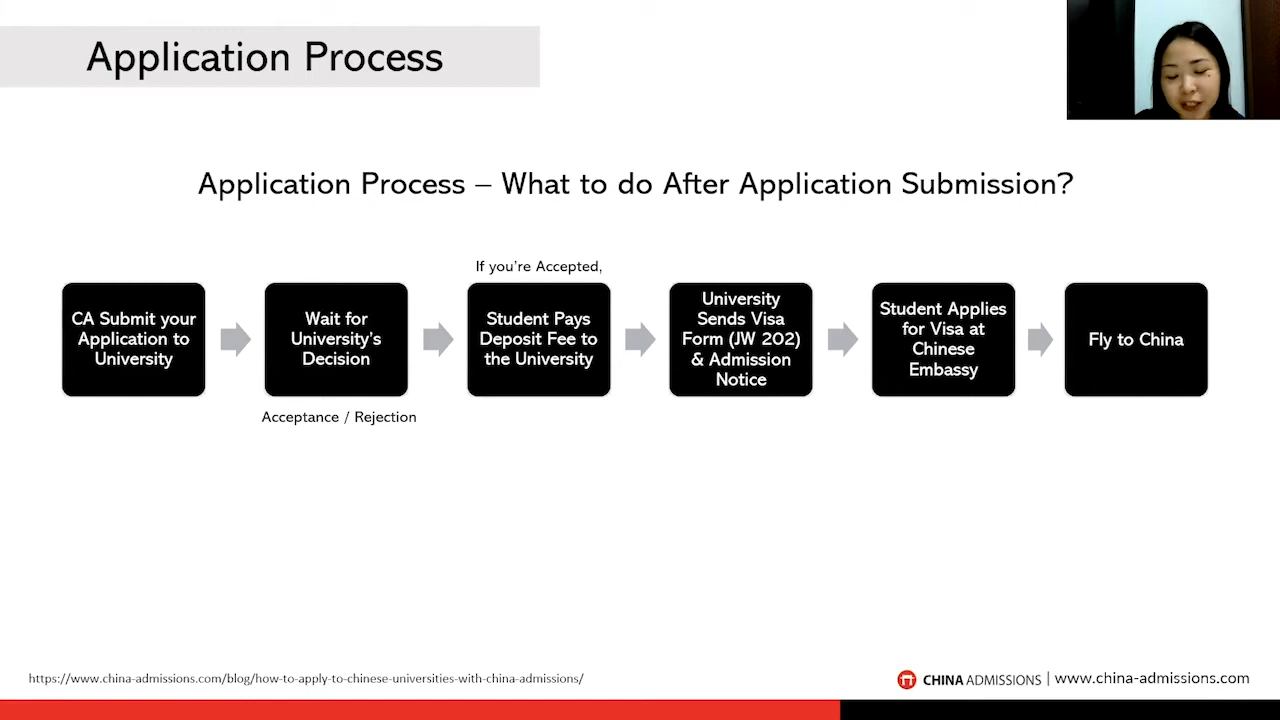 Application Process
Application Process – What to do After Application Submission?
If you're Accepted,
CA Submit your
Application to
University
Wait for
University's
Decision
Student Pays
Deposit Fee to
the University
University
Sends Visa
Form (JW 202)
& Admission
Notice
Student Applies
for Visa at
Chinese
Embassy
Fly to China
Acceptance / Rejection
https://www.china-admissions.com/blog/how-to-apply-to-chinese-universities-with-china-admissions/
CHINA ADMISSIONS | www.china-admissions.com